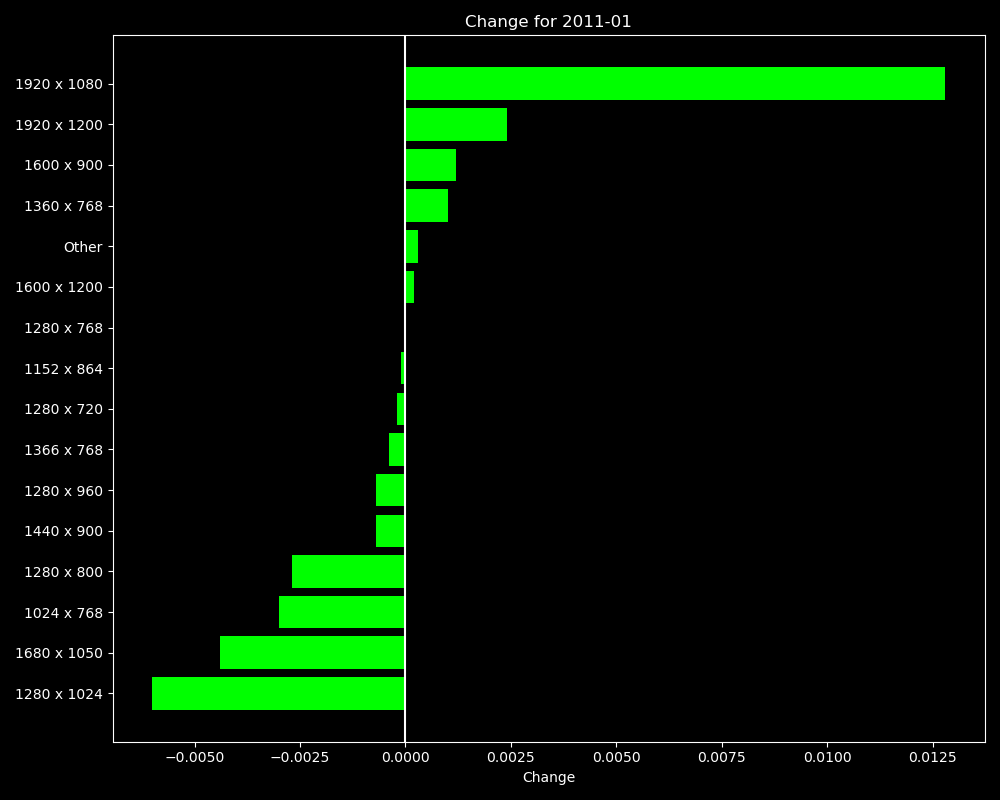 Change for 2011-01
1920 x 1080
1920 x 1200
1600 x 900
1360 x 768
Other
1600 x 1200
1280 x 768
1152 x 864
1280 x 720
1366 x 768
1280 x 960
1440 x 900
1280 x 800
1024 x 768
1680 x 1050
1280 x 1024
−0.0050 −0.0025 0.0000 0.0025 0.0050 0.0075 0.0100 0.0125
Change